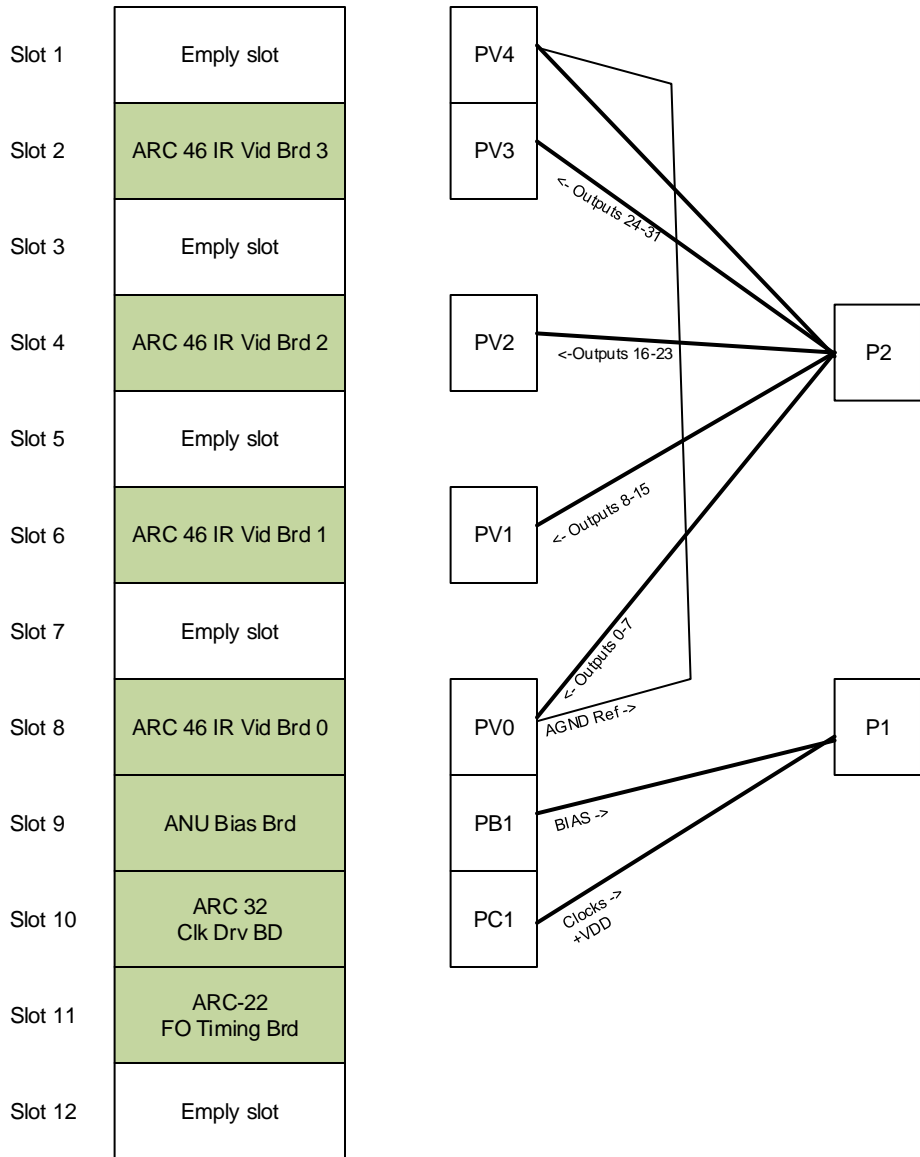 Slot 1
Emply slot
PV4
Slot 2
ARC 46 IR Vid Brd 3
PV3
<- Outputs 24-31
Slot 3
Emply slot
Slot 4
ARC 46 IR Vid Brd 2
PV2
<-Outputs 16-23
P2
Slot 5
Emply slot
Slot 6
ARC 46 IR Vid Brd 1
PV1
<- Outputs 8-15
Slot 7
Emply slot
<- Outputs 0-7
Slot 8
ARC 46 IR Vid Brd 0
PV0
AGND Ref ->
P1
Slot 9
ANU Bias Brd
PB1
BIAS ->
Slot 10
ARC 32
Clk Drv BD
PC1
Clocks ->
+VDD
Slot 11
ARC-22
FO Timing Brd
Slot 12
Emply slot